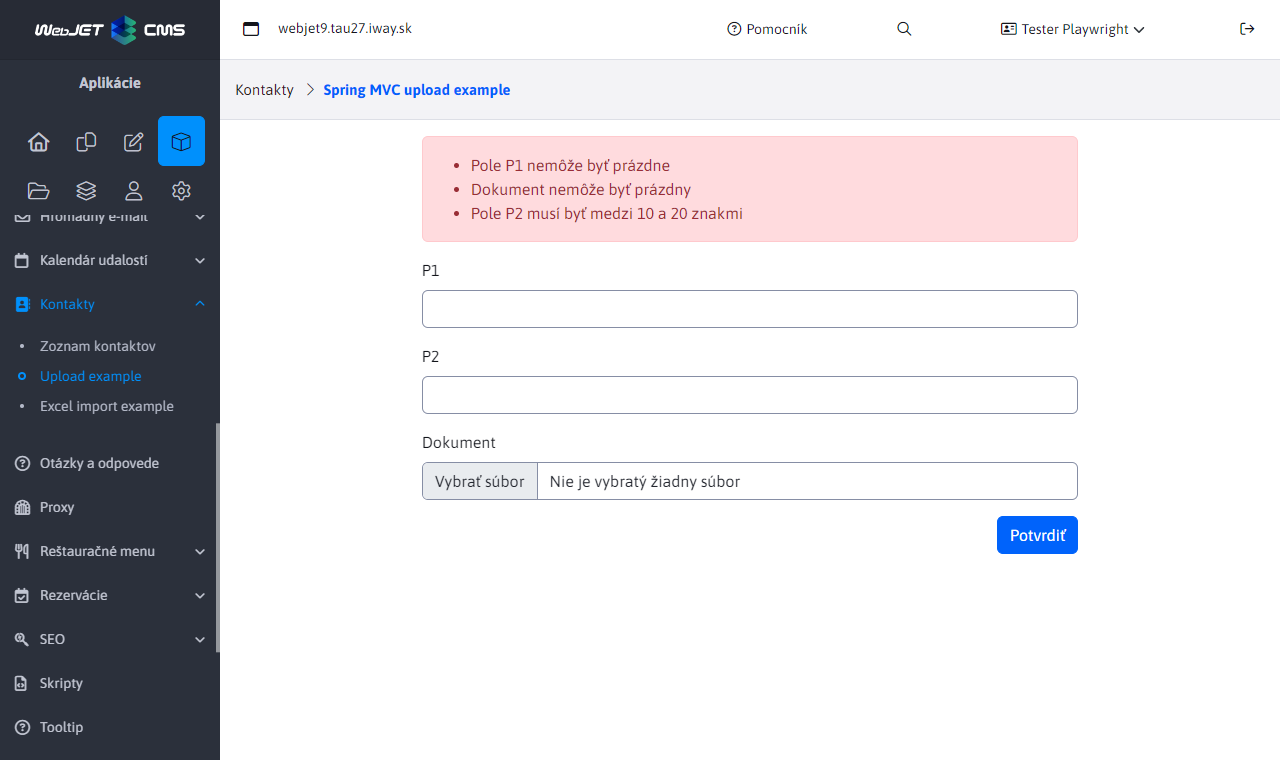 WebJET CMS
webjet9.tau27.iway.sk
Pomocník
Tester Playwright
Aplikácie
Kontakty
Spring MVC upload example
Hromadný e-mail
Kalendár udalostí
Kontakty
Zoznam kontaktov
Upload example
Excel import example
Otázky a odpovede
Proxy
Reštauračné menu
Rezervácie
SEO
Skripty
Tooltip
Pole P1 nemôže byť prázdne
Dokument nemôže byť prázdny
Pole P2 musí byť medzi 10 a 20 znakmi
P1
P2
Dokument
Vybrať súbor Nie je vybratý žiadny súbor
Potvrdiť